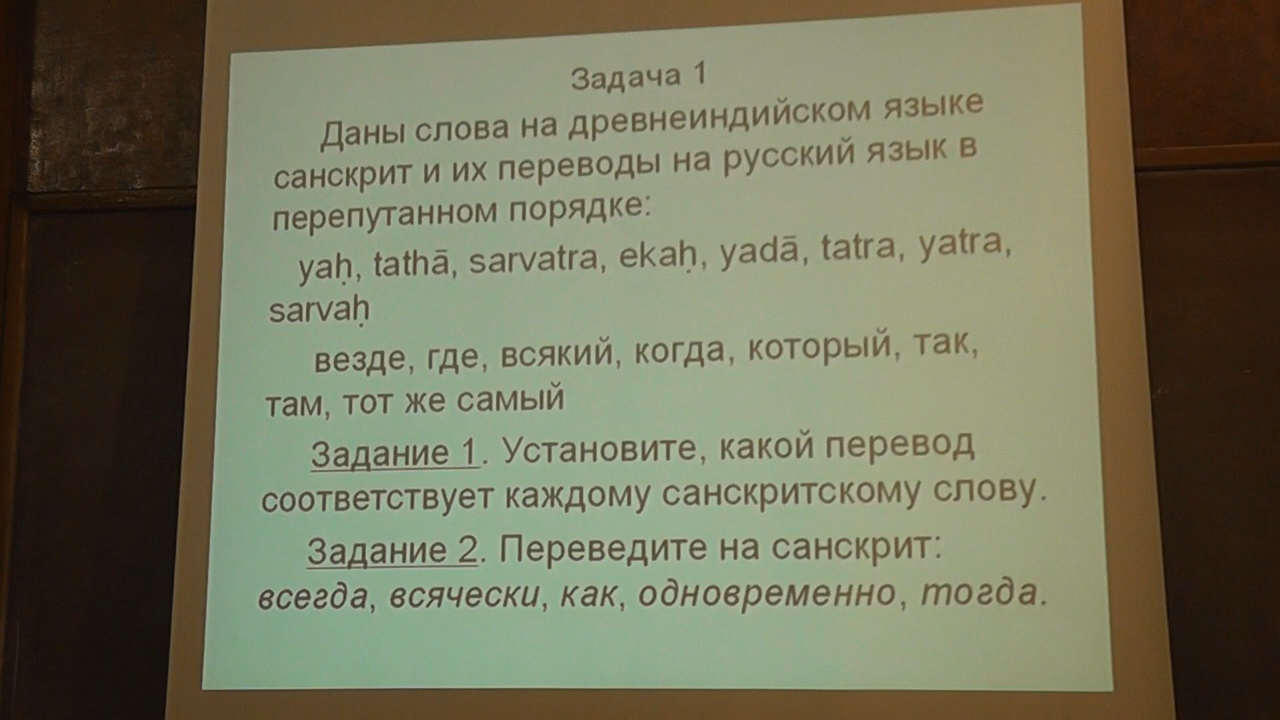 Задача 1
Даны слова на древнеиндийском языке
санскрит и их переводы на русский язык в
перепутанном порядке:
yaḥ, tathā, sarvatra, ekaḥ, yadā, tatra, yatra,
sarvaḥ
везде, где, всякий, когда, который, так,
там, тот же самый
Задание 1. Установите, какой перевод
соответствует каждому санскритскому слову.
Задание 2. Переведите на санскрит:
всегда, всячески, как, одновременно, тогда.